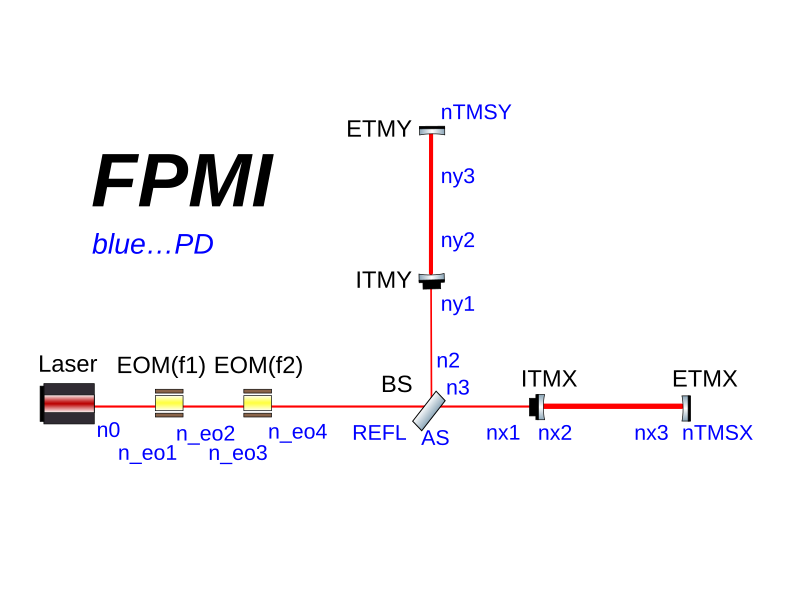 nTMSY
ETMY
FPMI
ny3
blue…PD
ny2
ITMY
ny1
Laser EOM(f1) EOM(f2)
n2
BS
n3
ITMX
ETMX
n0
n_eo1
n_eo2
n_eo3
n_eo4
REFL
AS
nx1
nx2
nx3
nTMSX